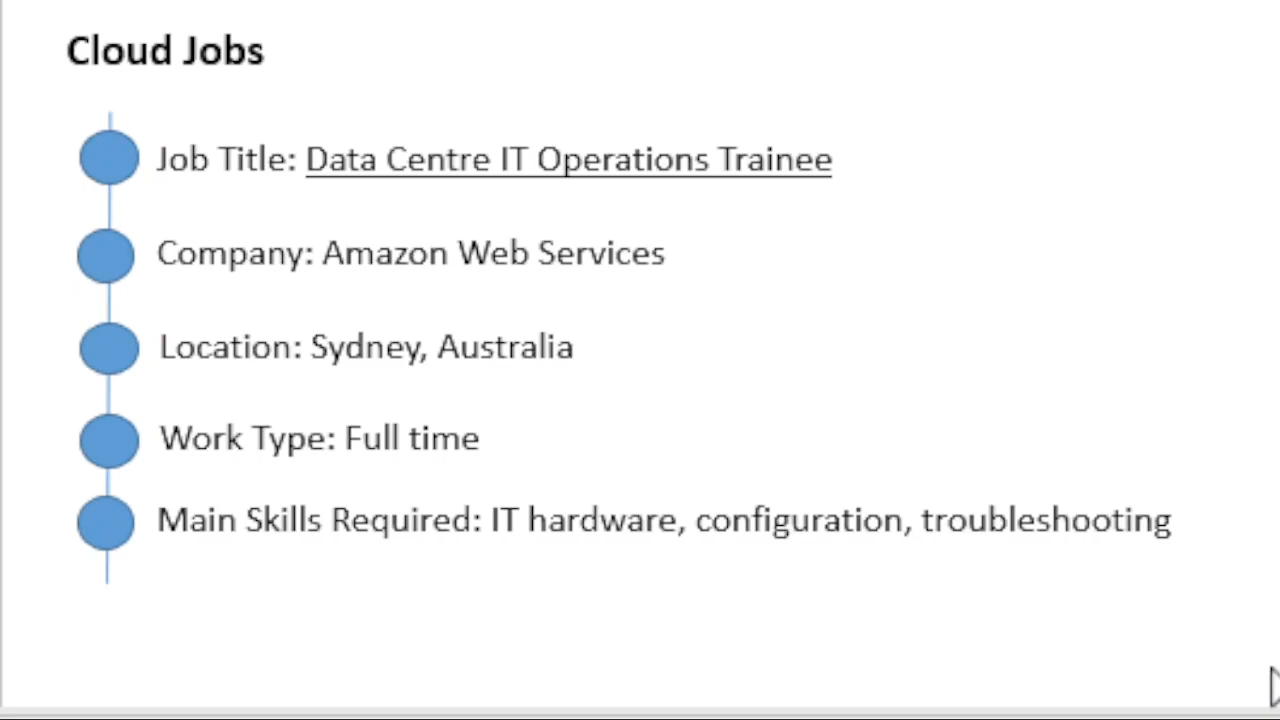 Cloud Jobs
Job Title: Data Centre IT Operations Trainee
Company: Amazon Web Services
Location: Sydney, Australia
Work Type: Full time
Main Skills Required: IT hardware, configuration, troubleshooting